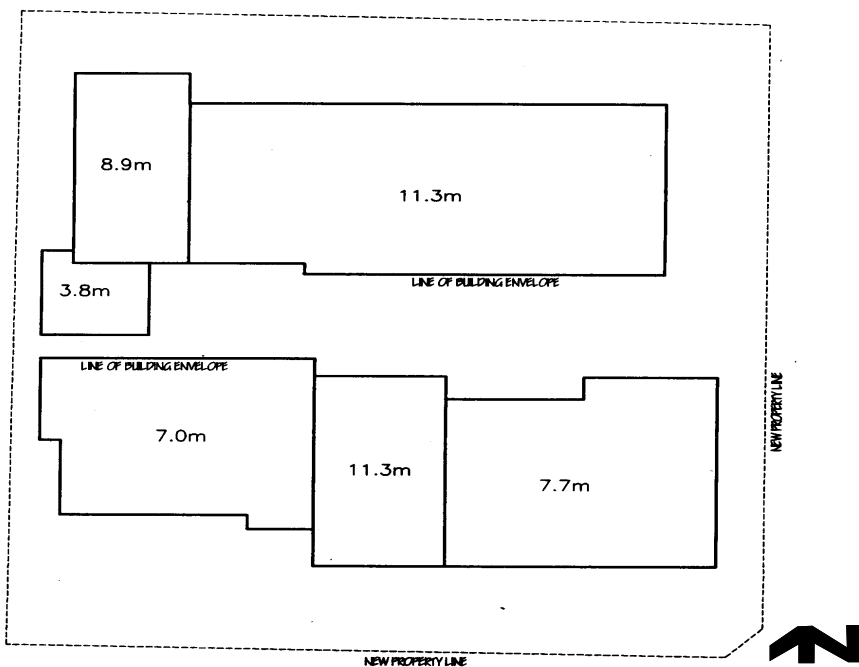 8.9m
11.3m
3.8m
LINE OF BUILDING ENVELOPE
LINE OF BUILDING ENVELOPE
7.0m
11.3m
7.7m
NEW PROPERTY LINE
NEW PROPERTY LINE
N